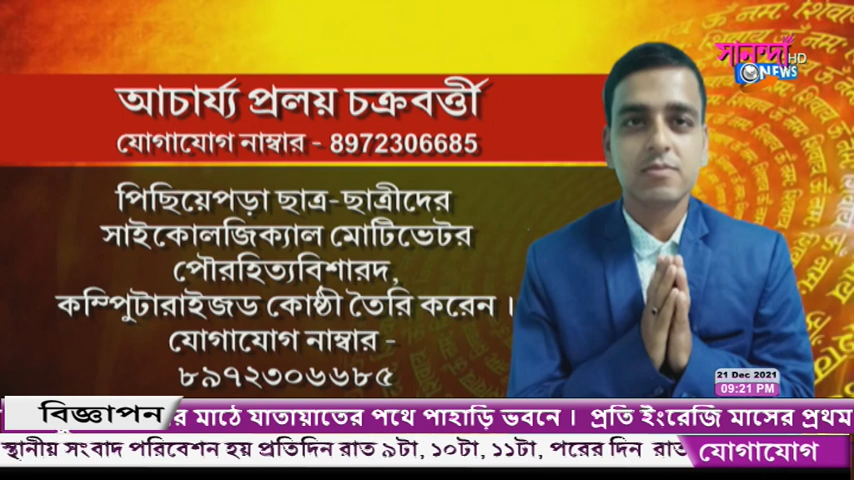 সানন্দা HD
NEWS
আচার্য্য প্রলয় চক্রবর্ত্তী
যোগাযোগ নাম্বার - 8972306685
পিছিয়েপড়া ছাত্র-ছাত্রীদের
সাইকোলজিক্যাল মোটিভেটর
পৌরহিত্যবিশারদ,
কম্পিুটারাইজড কোষ্ঠী তৈরি করেন ।
যোগাযোগ নাম্বার -
৮৯৭২৩০৬৬৮৫
21 Dec 2021
09:21 PM
বিজ্ঞাপন র মাঠে যাতায়াতের পথে পাহাড়ি ভবনে । প্রতি ইংরেজি মাসের প্রথম
স্থানীয় সংবাদ পরিবেশন হয় প্রতিদিন রাত ৯টা, ১০টা, ১১টা, পরের দিন রাত যোগাযোগ